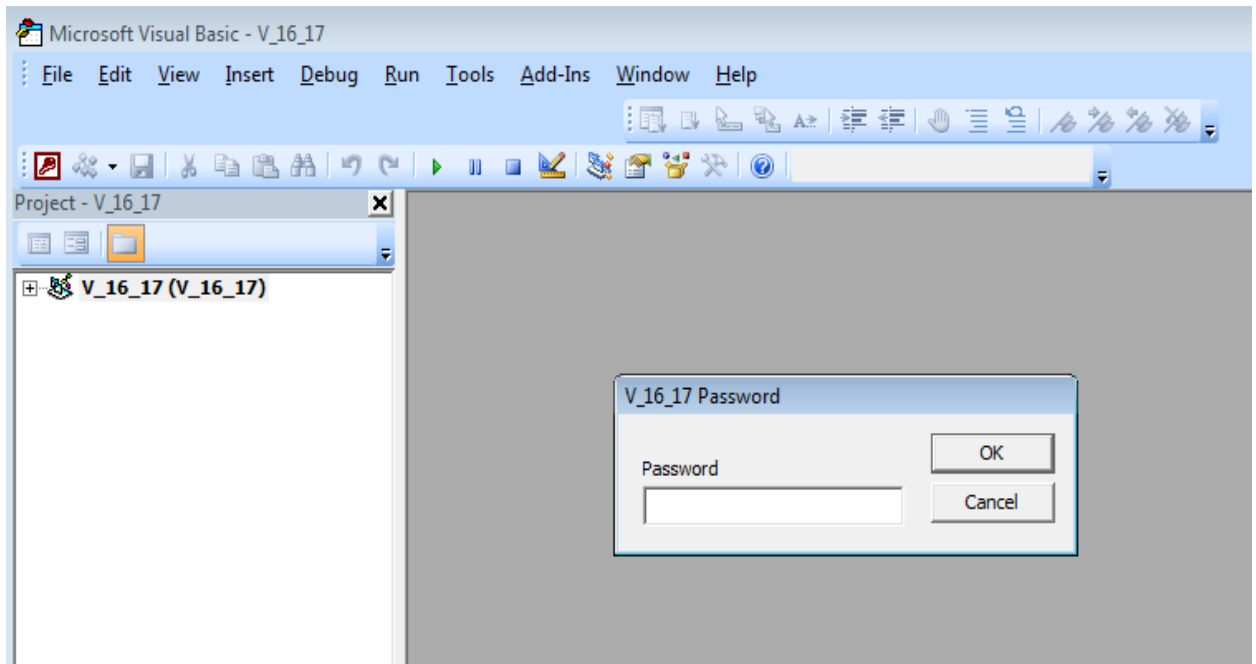 Microsoft Visual Basic - V_16_17
File Edit View Insert Debug Run Tools Add-Ins Window Help
Project - V_16_17
V_16_17 (V_16_17)
V_16_17 Password
Password
OK
Cancel